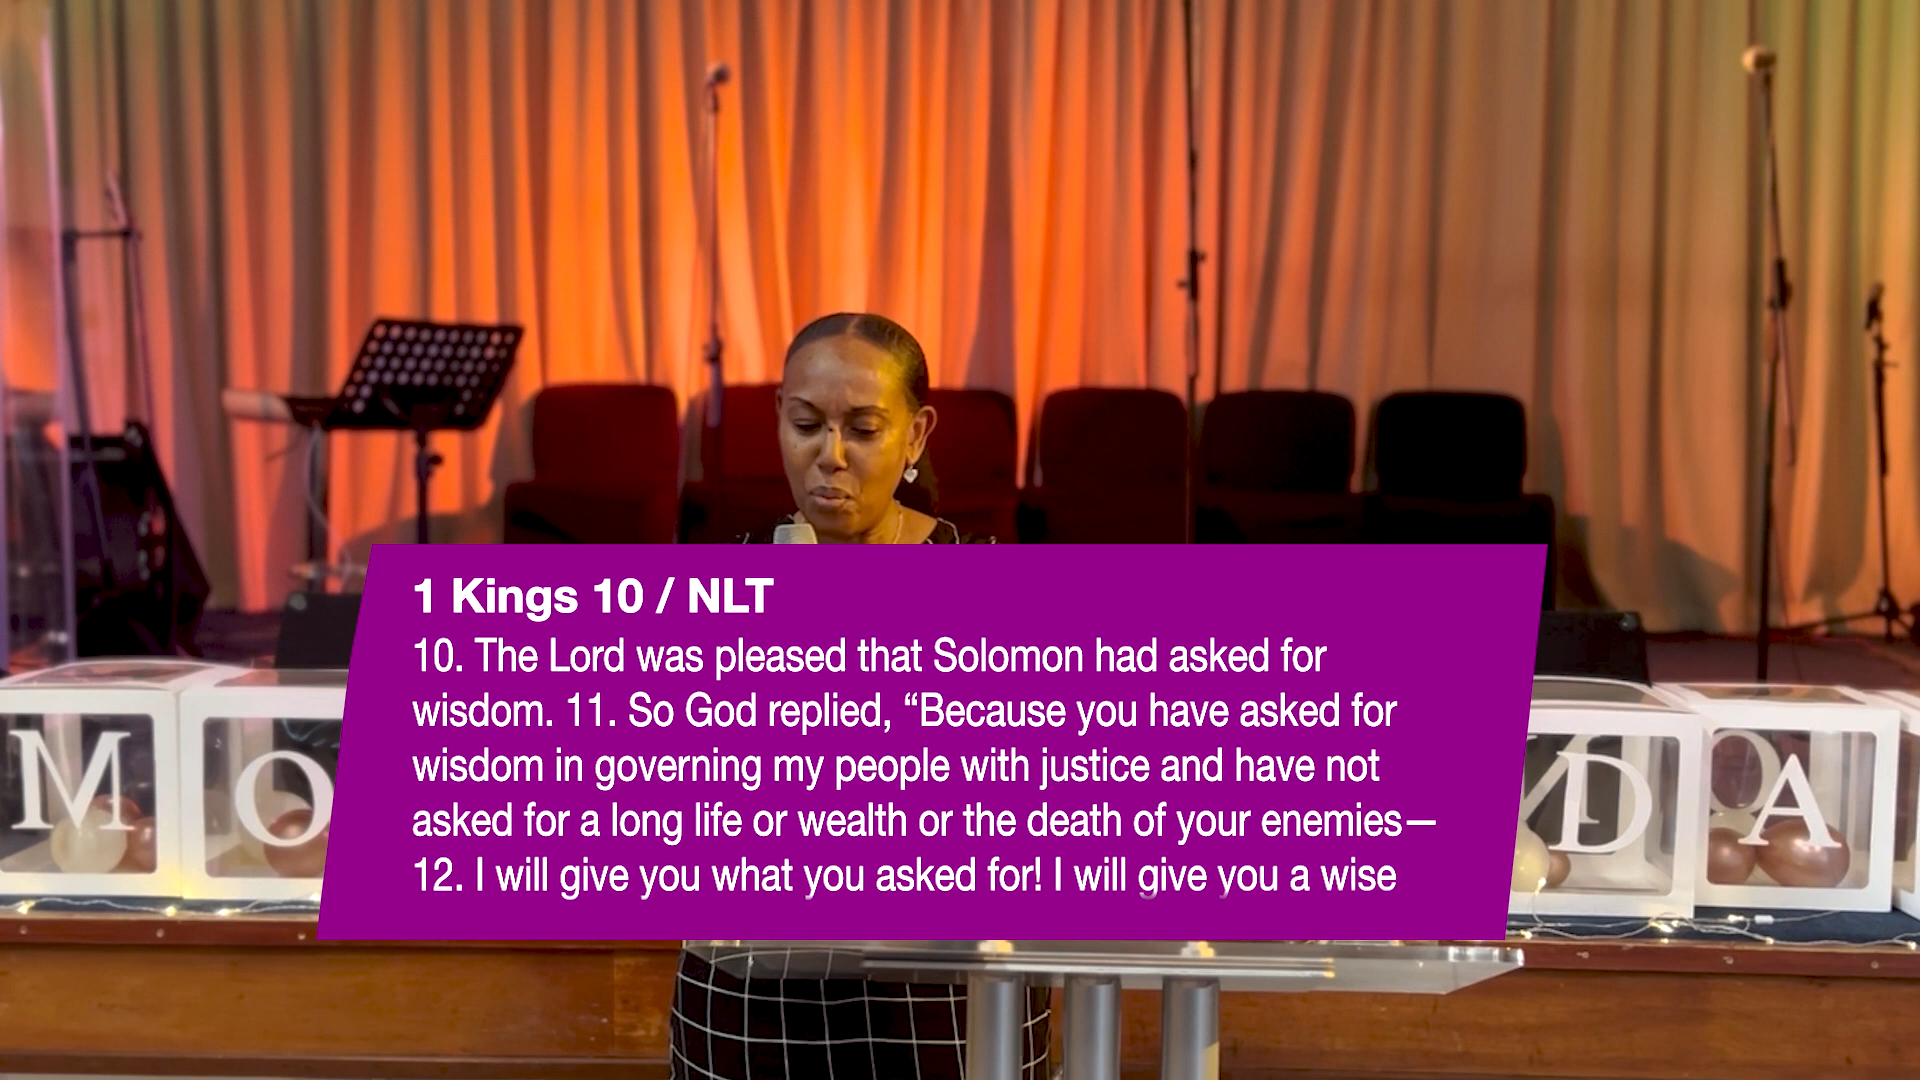 1 Kings 10 / NLT
10. The Lord was pleased that Solomon had asked for
wisdom. 11. So God replied, “Because you have asked for
wisdom in governing my people with justice and have not
asked for a long life or wealth or the death of your enemies—
12. I will give you what you asked for! I will give you a wise
M O
D A